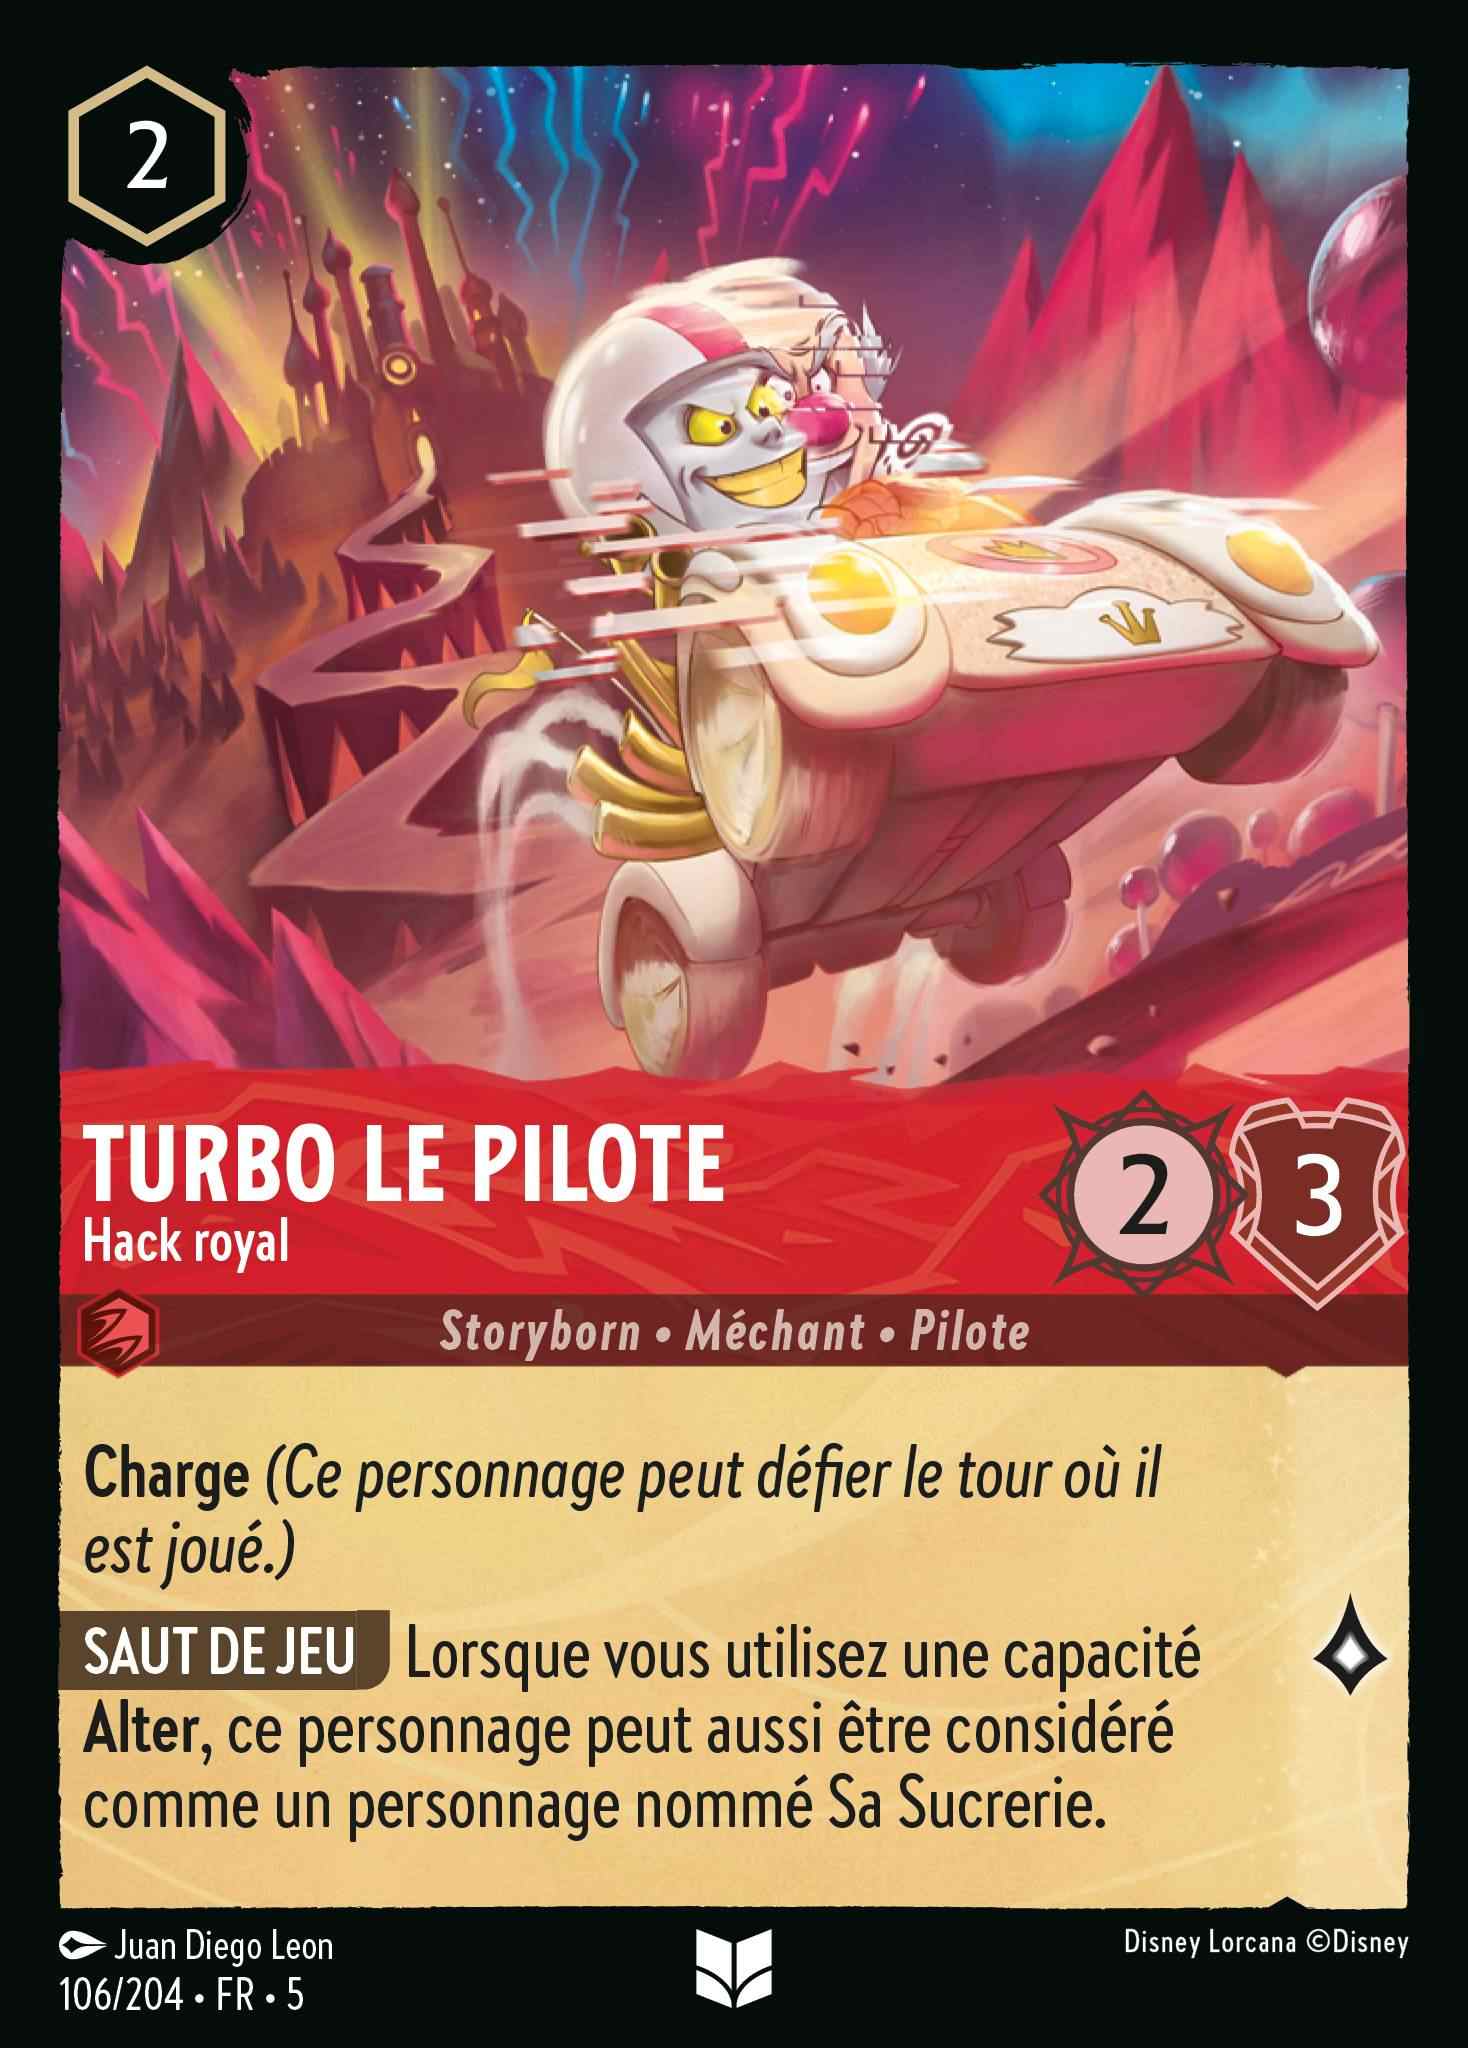 2
TURBO LE PILOTE
Hack royal
2
3
Storyborn • Méchant • Pilote
Charge (Ce personnage peut défier le tour où il
est joué.)
SAUT DE JEU Lorsque vous utilisez une capacité
Alter, ce personnage peut aussi être considéré
comme un personnage nommé Sa Sucrerie.
Juan Diego Leon
Disney Lorcana ©Disney
106/204 • FR • 5